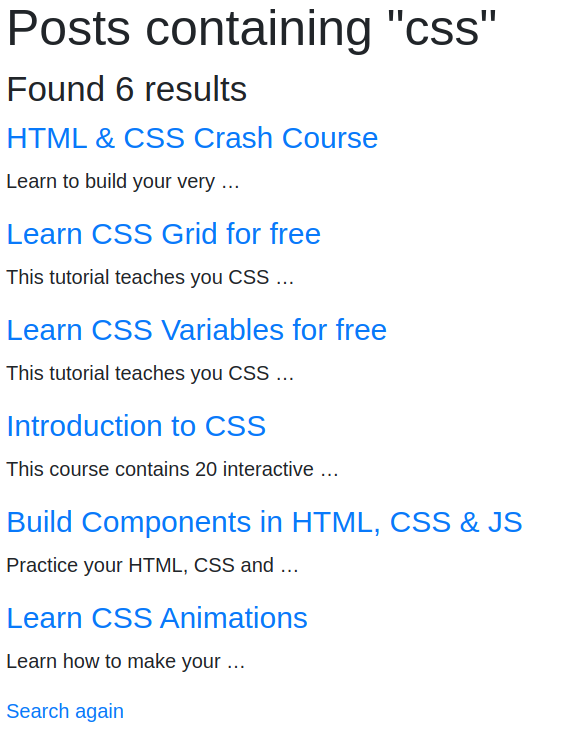 Posts containing "css"
Found 6 results
HTML & CSS Crash Course
Learn to build your very …
Learn CSS Grid for free
This tutorial teaches you CSS …
Learn CSS Variables for free
This tutorial teaches you CSS …
Introduction to CSS
This course contains 20 interactive …
Build Components in HTML, CSS & JS
Practice your HTML, CSS and …
Learn CSS Animations
Learn how to make your …
Search again